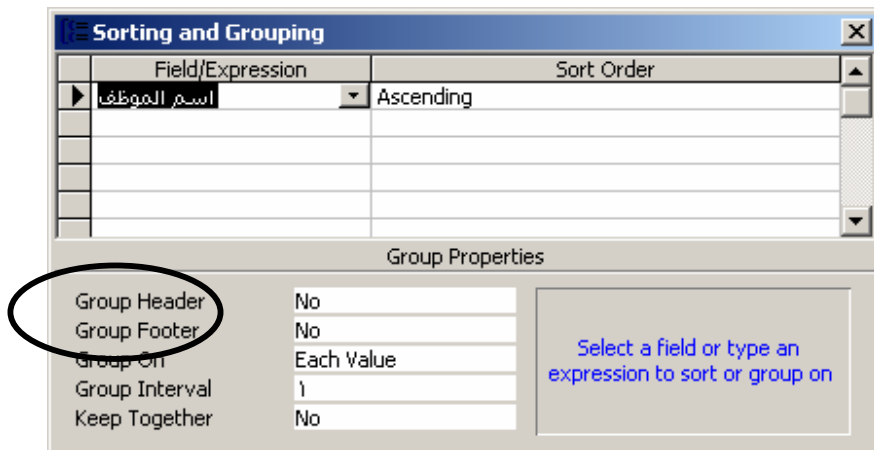 Sorting and Grouping
Field/Expression Sort Order
اسم الموظف Ascending
Group Properties
Group Header No
Group Footer No
Group On Each Value
Group Interval ١
Keep Together No
Select a field or type an
expression to sort or group on